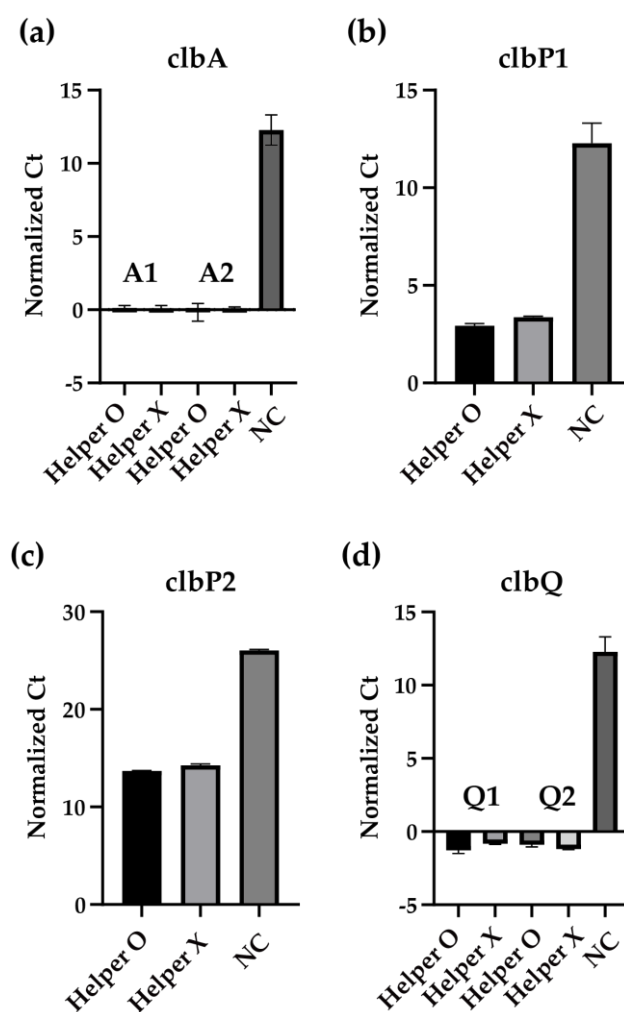 (a)
clbA
Normalized Ct
15
10
5
0
-5
A1
A2
Helper O
Helper X
Helper O
Helper X
NC
(b)
clbP1
Normalized Ct
15
10
5
0
Helper O
Helper X
NC
(c)
clbP2
Normalized Ct
30
20
10
0
Helper O
Helper X
NC
(d)
clbQ
Normalized Ct
15
10
5
0
-5
Q1
Q2
Helper O
Helper X
Helper O
Helper X
NC